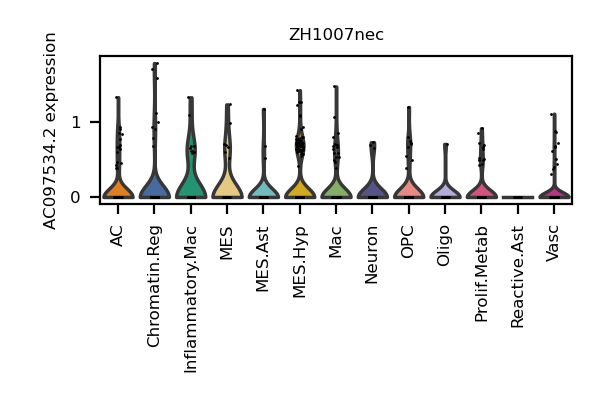 ZH1007nec
AC097534.2 expression
1
0
AC
Chromatin.Reg
Inflammatory.Mac
MES
MES.Ast
MES.Hyp
Mac
Neuron
OPC
Oligo
Prolif.Metab
Reactive.Ast
Vasc